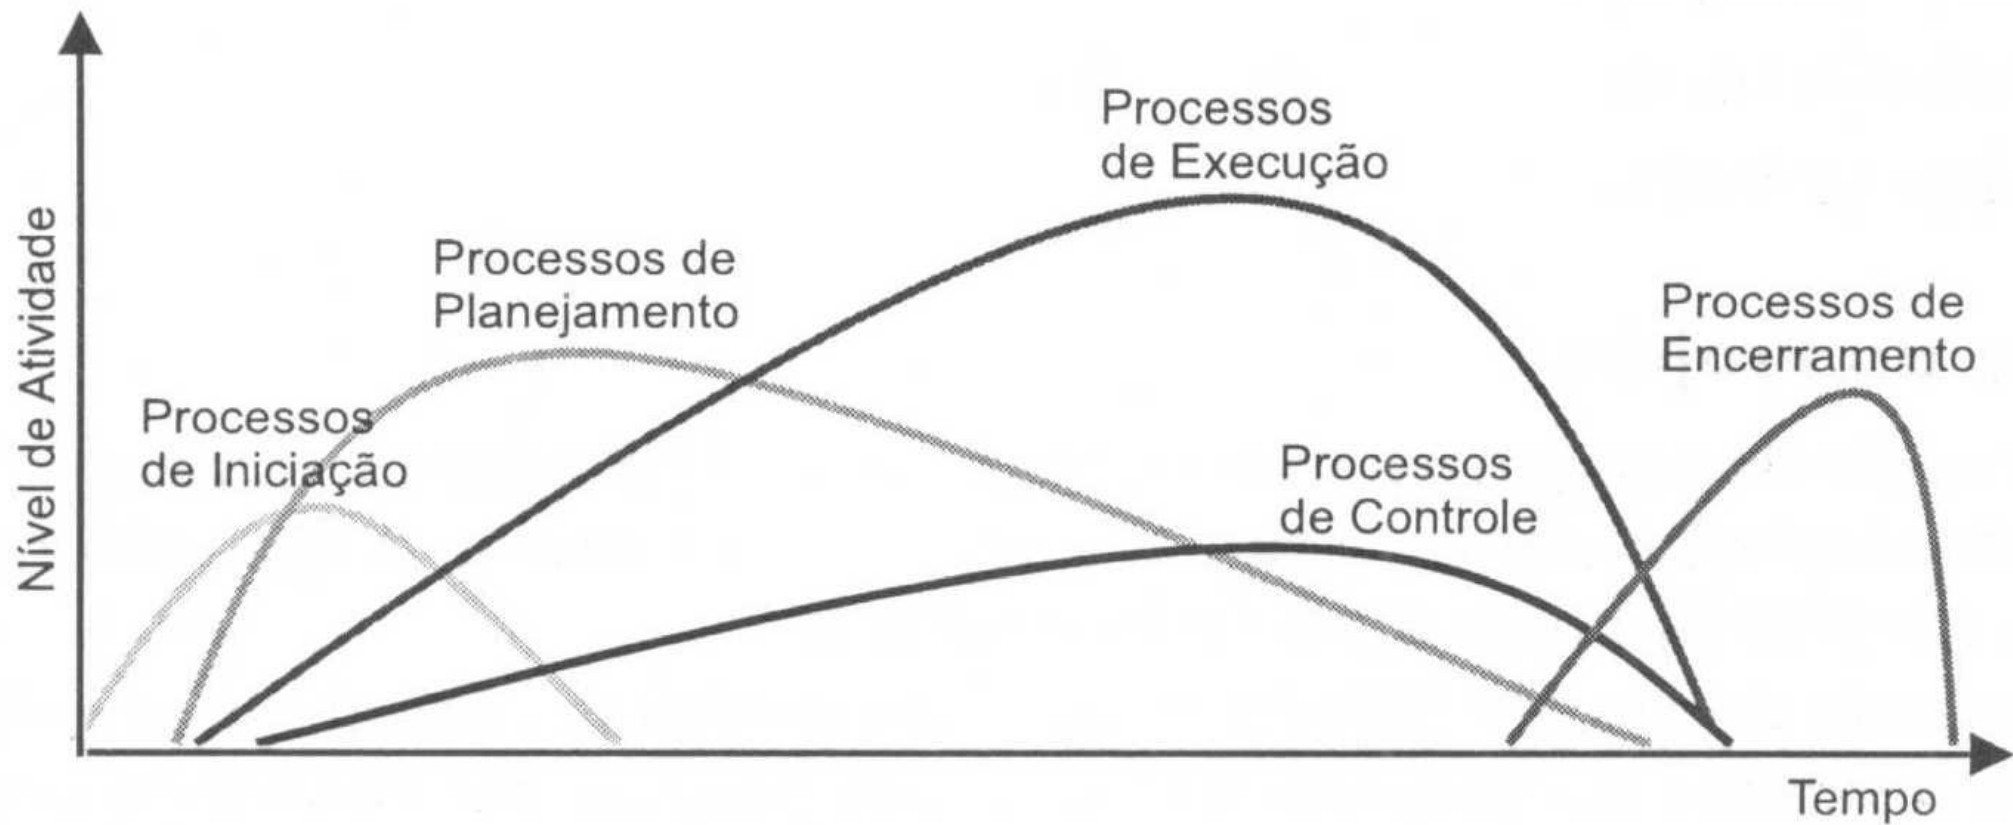 Processos
de Execução
Processos de
Planejamento
Processos de
Encerramento
Processos
de Iniciação
Processos
de Controle
Nível de Atividade
Tempo